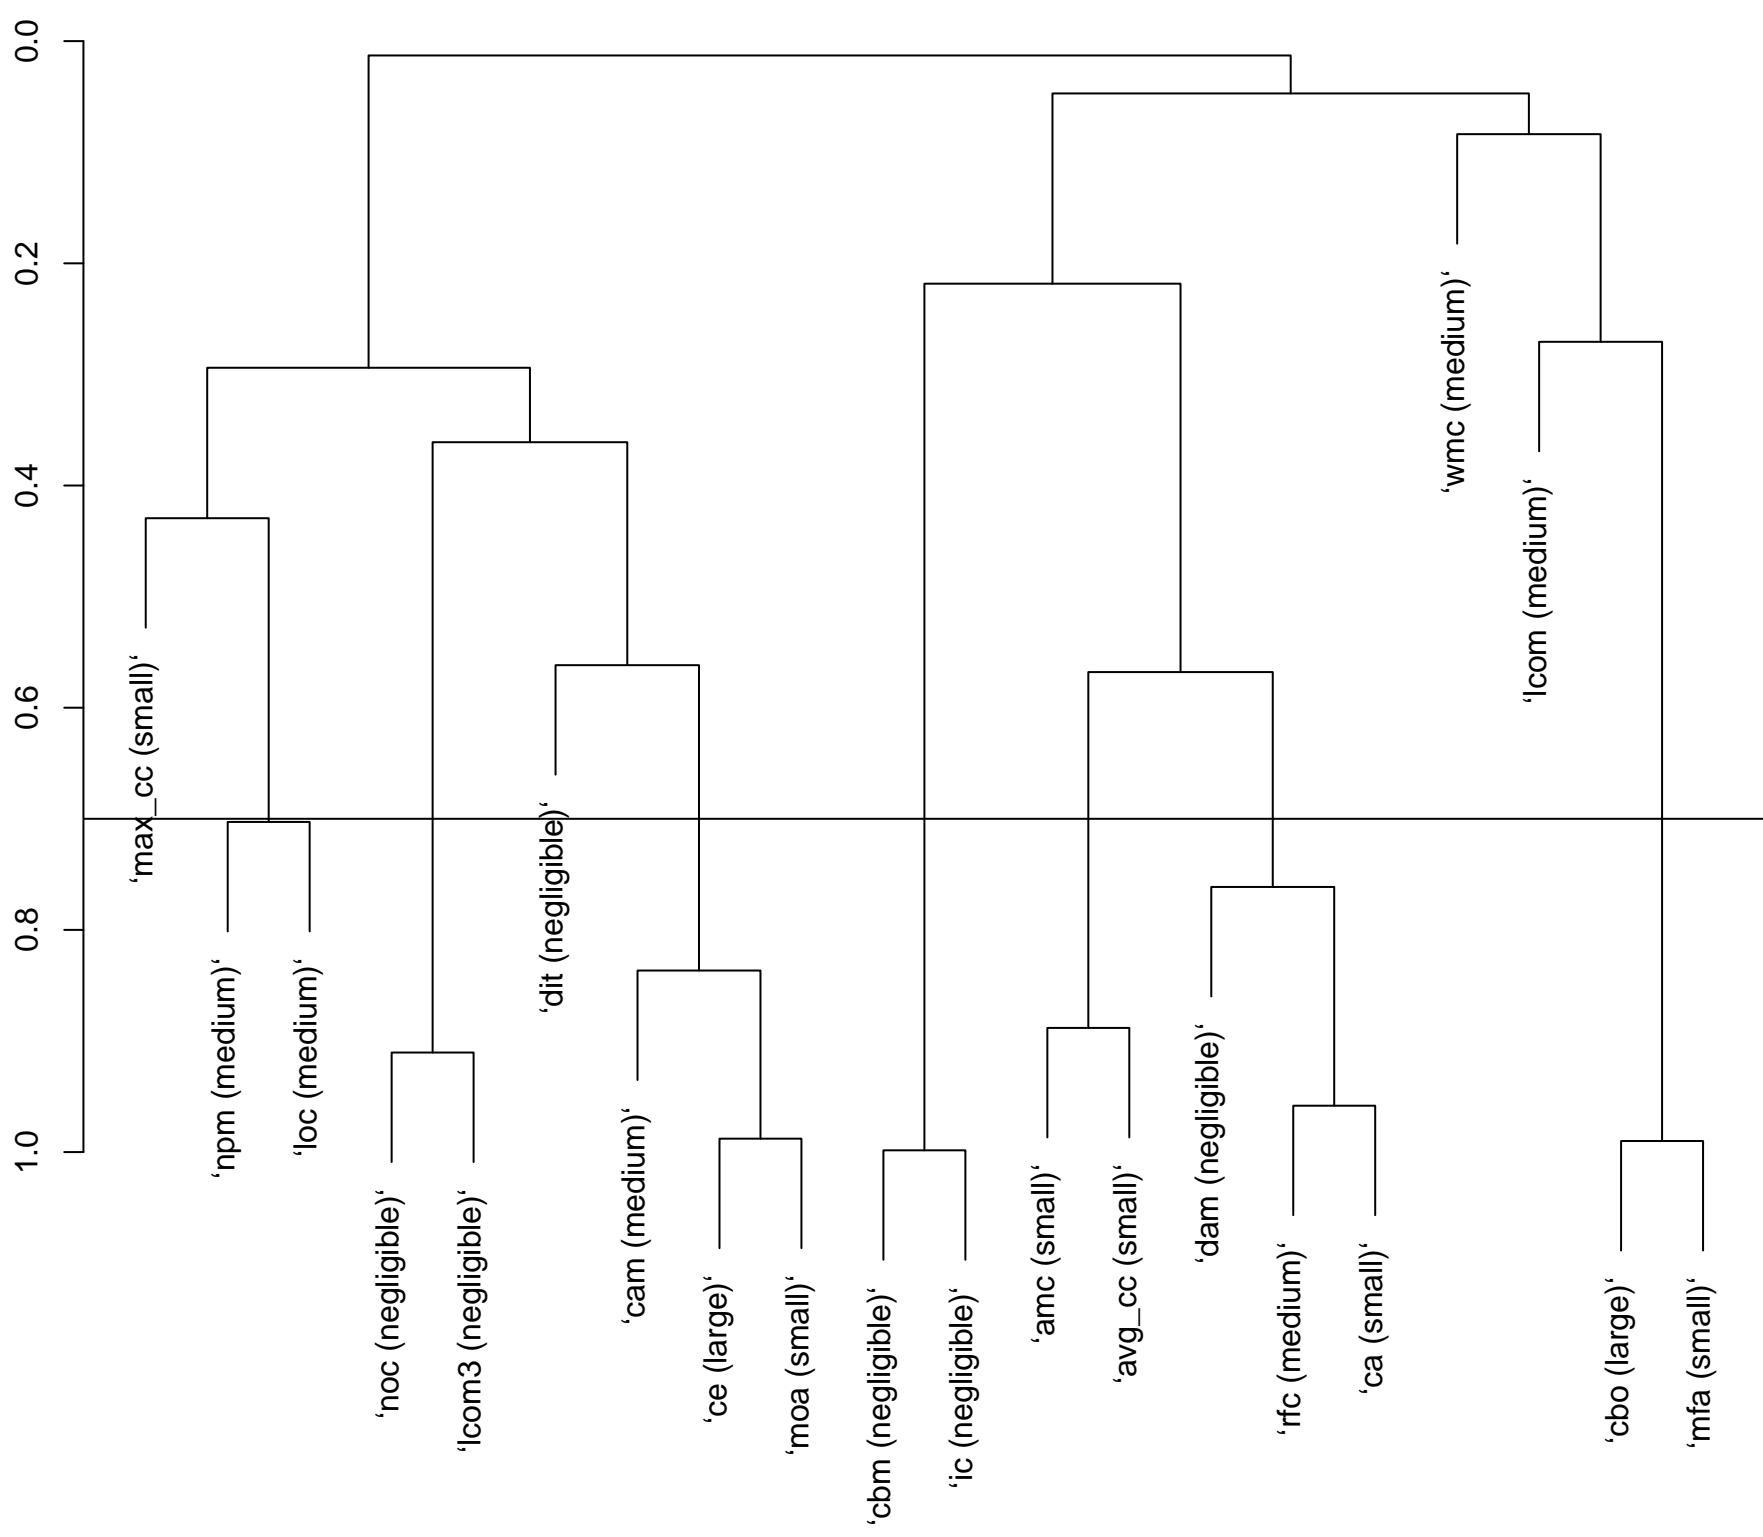 0.0
0.2
0.4
0.6
0.8
1.0
‘max_cc (small)‘
‘npm (medium)‘
‘loc (medium)‘
‘noc (negligible)‘
‘lcom3 (negligible)‘
‘dit (negligible)‘
‘cam (medium)‘
‘ce (large)‘
‘moa (small)‘
‘cbm (negligible)‘
‘ic (negligible)‘
‘amc (small)‘
‘avg_cc (small)‘
‘dam (negligible)‘
‘rfc (medium)‘
‘ca (small)‘
‘wmc (medium)‘
‘lcom (medium)‘
‘cbo (large)‘
‘mfa (small)‘